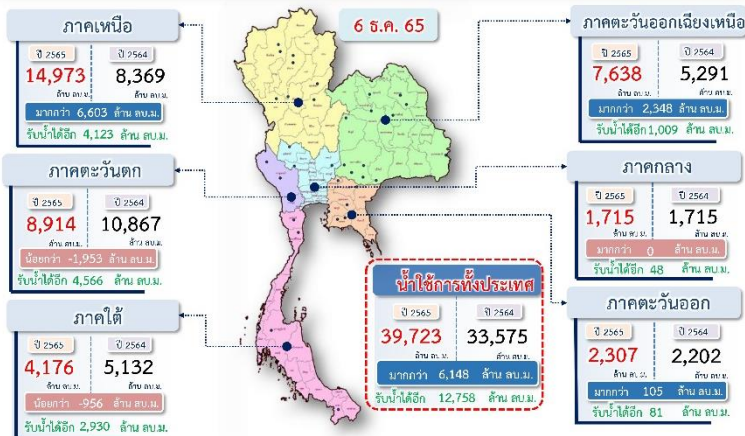 ภาคเหนือ
ปี 2565 ปี 2564
14,973 8,369
ล้าน ลบ.ม. ล้าน ลบ.ม.
มากกว่า 6,603 ล้าน ลบ.ม.
รับน้ำได้อีก 4,123 ล้าน ลบ.ม.
6 ธ.ค. 65
ภาคตะวันออกเฉียงเหนือ
ปี 2565 ปี 2564
7,638 5,291
ล้าน ลบ.ม. ล้าน ลบ.ม.
มากกว่า 2,348 ล้าน ลบ.ม.
รับน้ำได้อีก 1,009 ล้าน ลบ.ม.
ภาคตะวันตก
ปี 2565 ปี 2564
8,914 10,867
ล้าน ลบ.ม. ล้าน ลบ.ม.
น้อยกว่า -1,953 ล้าน ลบ.ม.
รับน้ำได้อีก 4,566 ล้าน ลบ.ม.
ภาคกลาง
ปี 2565 ปี 2564
1,715 1,715
ล้าน ลบ.ม. ล้าน ลบ.ม.
มากกว่า 0 ล้าน ลบ.ม.
รับน้ำได้อีก 48 ล้าน ลบ.ม.
ภาคใต้
ปี 2565 ปี 2564
4,176 5,132
ล้าน ลบ.ม. ล้าน ลบ.ม.
น้อยกว่า -956 ล้าน ลบ.ม.
รับน้ำได้อีก 2,930 ล้าน ลบ.ม.
น้ำใช้การทั้งประเทศ
ปี 2565 ปี 2564
39,723 33,575
ล้าน ลบ.ม. ล้าน ลบ.ม.
มากกว่า 6,148 ล้าน ลบ.ม.
รับน้ำได้อีก 12,758 ล้าน ลบ.ม.
ภาคตะวันออก
ปี 2565 ปี 2564
2,307 2,202
ล้าน ลบ.ม. ล้าน ลบ.ม.
มากกว่า 105 ล้าน ลบ.ม.
รับน้ำได้อีก 81 ล้าน ลบ.ม.